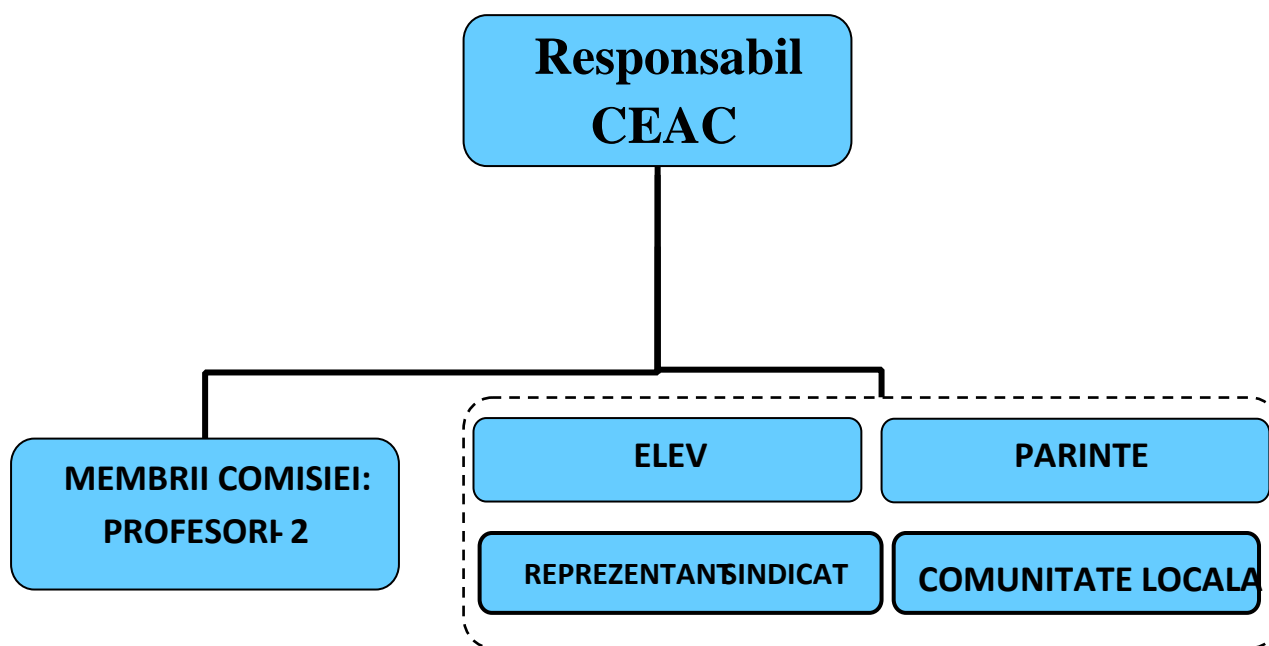 Responsabil
CEAC
MEMBRII COMISIEI:
PROFESORI- 2
ELEV
PARINTE
REPREZENTANT SINDICAT
COMUNITATE LOCALA